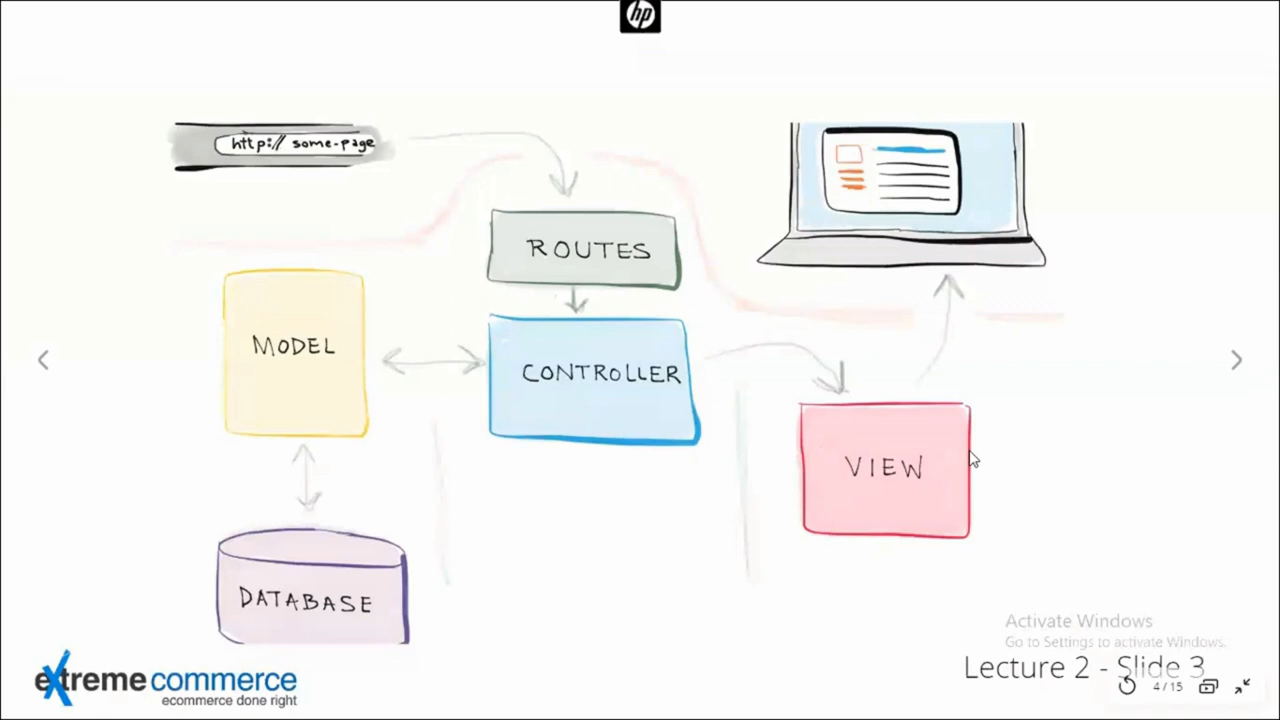 hp
http:// some-page
ROUTES
MODEL
CONTROLLER
VIEW
DATABASE
Activate Windows
Go to Settings to activate Windows.
extreme commerce
ecommerce done right
Lecture 2 - Slide 3
4/15